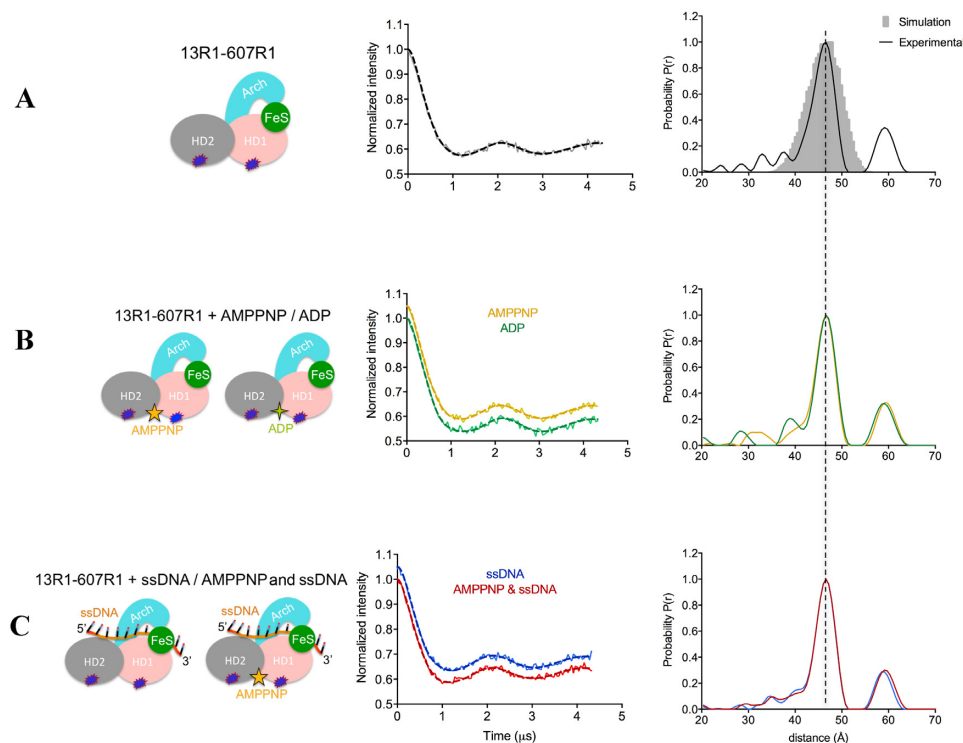 A
13R1-607R1
Arch
FeS
HD2
HD1
Normalized intensity
1.1
1.0
0.9
0.8
0.7
0.6
0.5
0 1 2 3 4 5
Simulation
Experimental
Probability P(r)
1.2
1.0
0.8
0.6
0.4
0.2
0.0
20 30 40 50 60 70
B
13R1-607R1 + AMPPNP / ADP
Arch
FeS
HD2
HD1
AMPPNP
Arch
FeS
HD2
HD1
ADP
Normalized intensity
1.1
1.0
0.9
0.8
0.7
0.6
0.5
0 1 2 3 4 5
AMPPNP
ADP
Probability P(r)
1.2
1.0
0.8
0.6
0.4
0.2
0.0
20 30 40 50 60 70
C
13R1-607R1 + ssDNA / AMPPNP and ssDNA
ssDNA
5'
Arch
FeS
HD2
HD1
3'
ssDNA
5'
Arch
FeS
HD2
HD1
3'
AMPPNP
Normalized intensity
1.1
1.0
0.9
0.8
0.7
0.6
0.5
0 1 2 3 4 5
Time (μs)
ssDNA
AMPPNP & ssDNA
Probability P(r)
1.2
1.0
0.8
0.6
0.4
0.2
0.0
20 30 40 50 60 70
distance (Å)